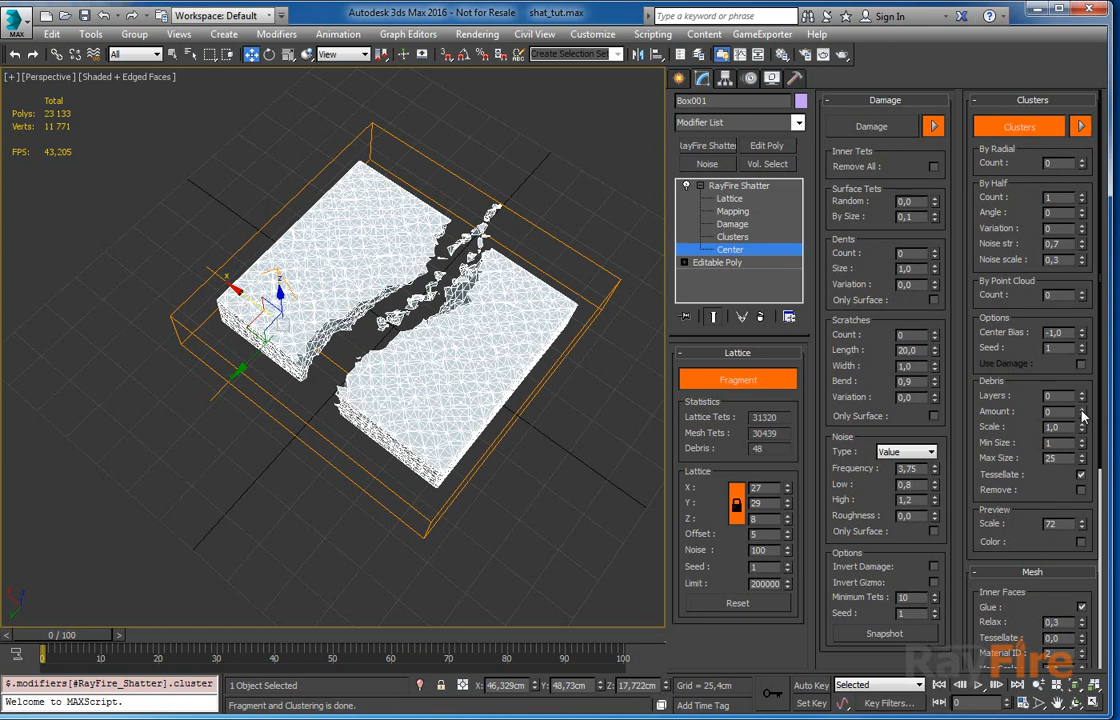 Autodesk 3ds Max 2016 - Not for Resale shat_tut.max
Workspace: Default
Type a keyword or phrase
Sign In
MAX
Edit Tools Group Views Create Modifiers Animation Graph Editors Rendering Civil View Customize Scripting Content GameExporter Help
All
View
Create Selection Set
[+] [Perspective] [Shaded + Edged Faces]
Total
Polys: 23 133
Verts: 11 771
FPS: 43,205
x
z
Box001
Modifier List
RayFire Shatter
Edit Poly
Noise
Vol. Select
RayFire Shatter
Lattice
Mapping
Damage
Clusters
Center
Editable Poly
Lattice
Fragment
Statistics
Lattice Tets: 31320
Mesh Tets: 30439
Debris: 48
Lattice
X: 27
Y: 29
Z: 8
Offset: 5
Noise: 100
Seed: 1
Limit: 200000
Reset
Damage
Damage
Inner Tets
Remove All :
Surface Tets
Random : 0,0
By Size : 0,1
Dents
Count : 0
Size : 1,0
Variation : 0,0
Only Surface :
Scratches
Count : 0
Length : 20,0
Width : 1,0
Bend : 0,9
Variation : 0,0
Only Surface :
Noise
Type : Value
Frequency : 3,75
Low : 0,8
High : 1,2
Roughness : 0,0
Only Surface :
Options
Invert Damage:
Invert Gizmo:
Minimum Tets : 10
Seed : 1
Snapshot
Clusters
Clusters
By Radial
Count : 0
By Half
Count : 1
Angle : 0
Variation : 0
Noise str : 0,7
Noise scale : 0,3
By Point Cloud
Count : 0
Options
Center Bias : -1,0
Seed : 1
Use Damage :
Debris
Layers : 0
Amount : 0
Scale : 1,0
Min Size : 1
Max Size : 25
Tessellate :
Remove :
Preview
Scale : 72
Color :
Mesh
Inner Faces
Glue :
Relax : 0,3
Tessellate : 0,0
Material ID : 2
RayFire
0 / 100
0 10 20 30 40 50 60 70 80 90 100
$.modifiers[#RayFire_Shatter].cluster
Welcome to MAXScript.
1 Object Selected
Fragment and Clustering is done.
X: 46,329cm Y: 48,73cm Z: 17,722cm
Grid = 25,4cm
Add Time Tag
Auto Key Selected
Set Key Key Filters...
0